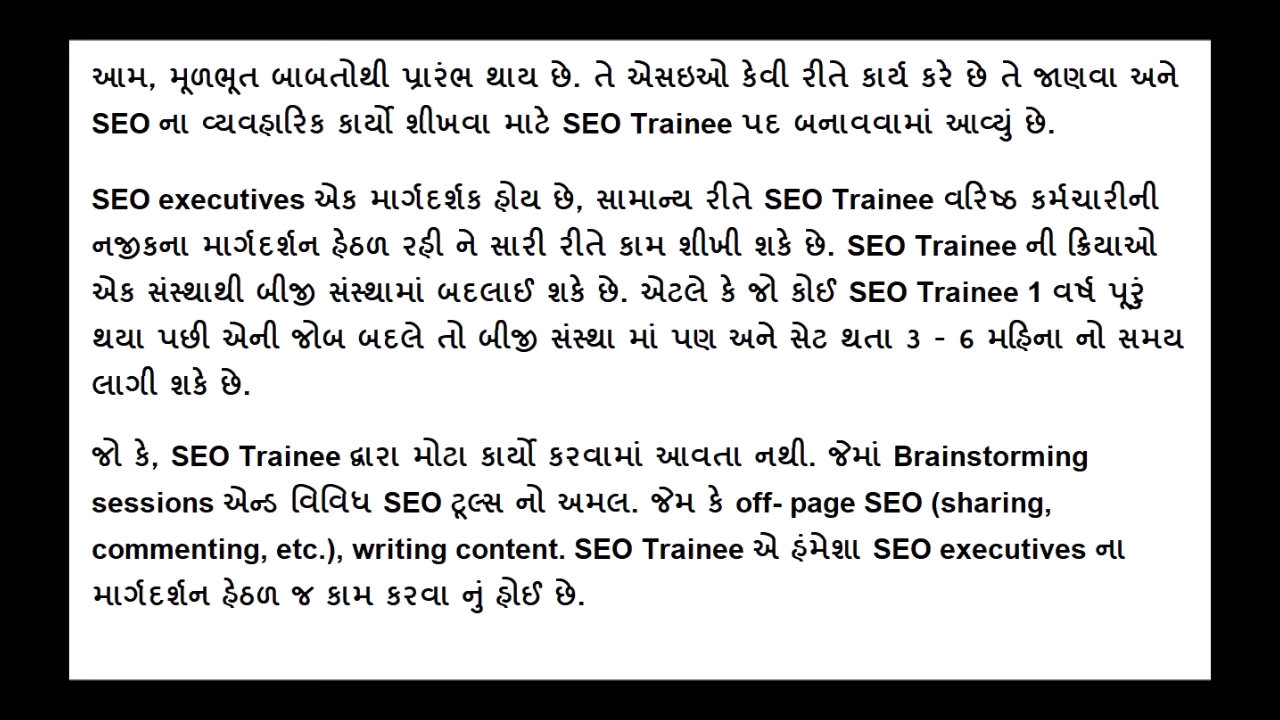 આમ, મૂળભૂત બાબતોથી પ્રારંભ થાય છે. તે એસઇઓ કેવી રીતે કાર્ય કરે છે તે જાણવા અને
SEO ના વ્યવહારિક કાર્યો શીખવા માટે SEO Trainee પદ બનાવવામાં આવ્યું છે.
SEO executives એક માર્ગદર્શક હોય છે, સામાન્ય રીતે SEO Trainee વરિષ્ઠ કર્મચારીની
નજીકના માર્ગદર્શન હેઠળ રહી ને સારી રીતે કામ શીખી શકે છે. SEO Trainee ની ક્રિયાઓ
એક સંસ્થાથી બીજી સંસ્થામાં બદલાઈ શકે છે. એટલે કે જો કોઈ SEO Trainee 1 વર્ષ પૂરું
થયા પછી એની જોબ બદલે તો બીજી સંસ્થા માં પણ અને સેટ થતા 3 - 6 મહિના નો સમય
લાગી શકે છે.
જો કે, SEO Trainee દ્વારા મોટા કાર્યો કરવામાં આવતા નથી. જેમાં Brainstorming
sessions એન્ડ વિવિધ SEO ટૂલ્સ નો અમલ. જેમ કે off- page SEO (sharing,
commenting, etc.), writing content. SEO Trainee એ હંમેશા SEO executives ના
માર્ગદર્શન હેઠળ જ કામ કરવા નું હોઈ છે.